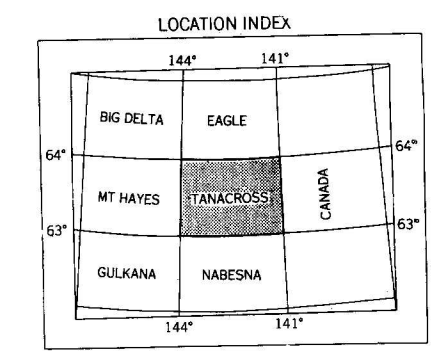 LOCATION INDEX
144° 141°
BIG DELTA EAGLE
64° 64°
MT HAYES TANACROSS CANADA
63° 63°
GULKANA NABESNA
144° 141°